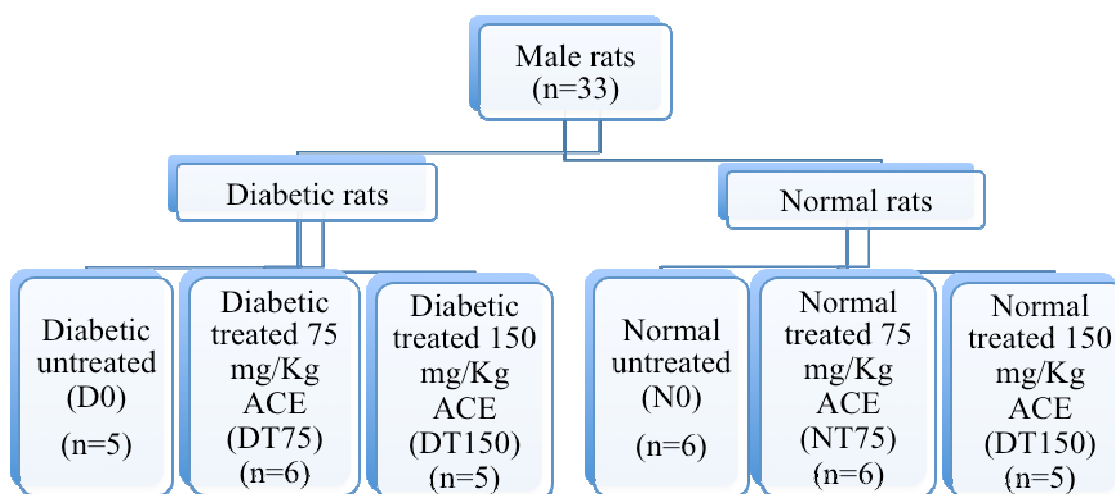 Male rats
(n=33)
Diabetic rats
Normal rats
Diabetic
untreated
(D0)
(n=5)
Diabetic
treated 75
mg/Kg
ACE
(DT75)
(n=6)
Diabetic
treated 150
mg/Kg
ACE
(DT150)
(n=5)
Normal
untreated
(N0)
(n=6)
Normal
treated 75
mg/Kg
ACE
(NT75)
(n=6)
Normal
treated 150
mg/Kg
ACE
(DT150)
(n=5)